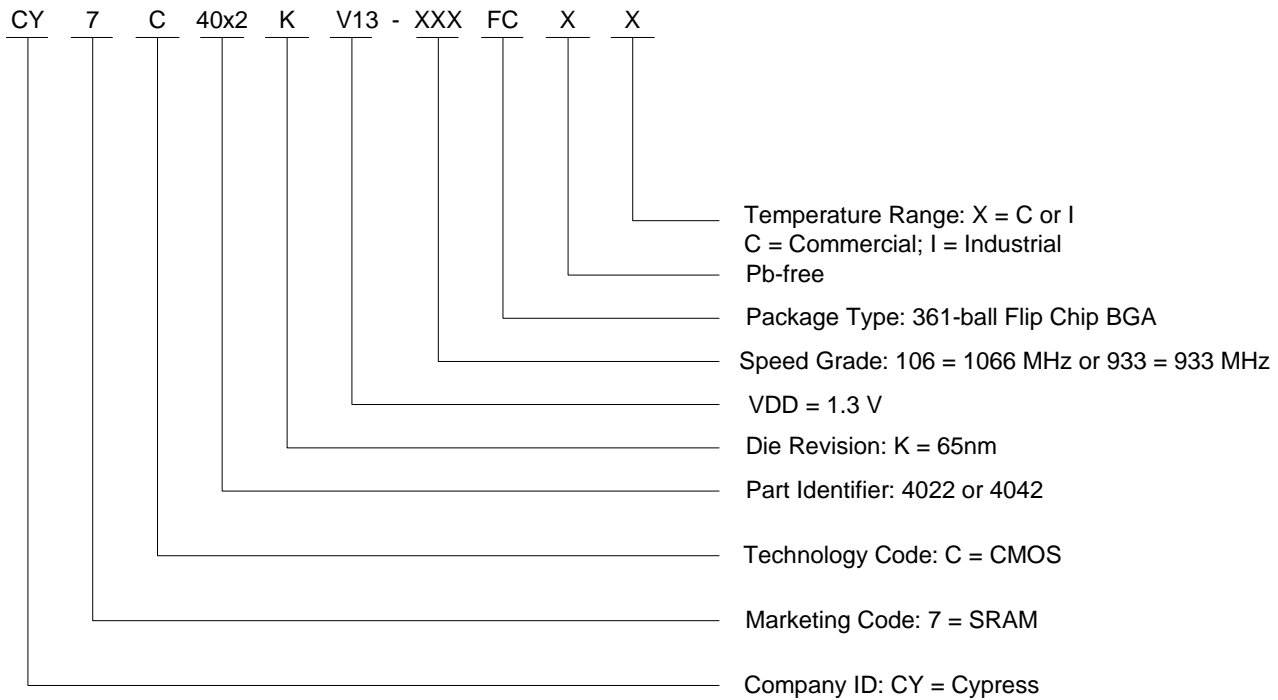 CY 7 C 40x2 K V13 - XXX FC X X
Temperature Range: X = C or I
C = Commercial; I = Industrial
Pb-free
Package Type: 361-ball Flip Chip BGA
Speed Grade: 106 = 1066 MHz or 933 = 933 MHz
VDD = 1.3 V
Die Revision: K = 65nm
Part Identifier: 4022 or 4042
Technology Code: C = CMOS
Marketing Code: 7 = SRAM
Company ID: CY = Cypress